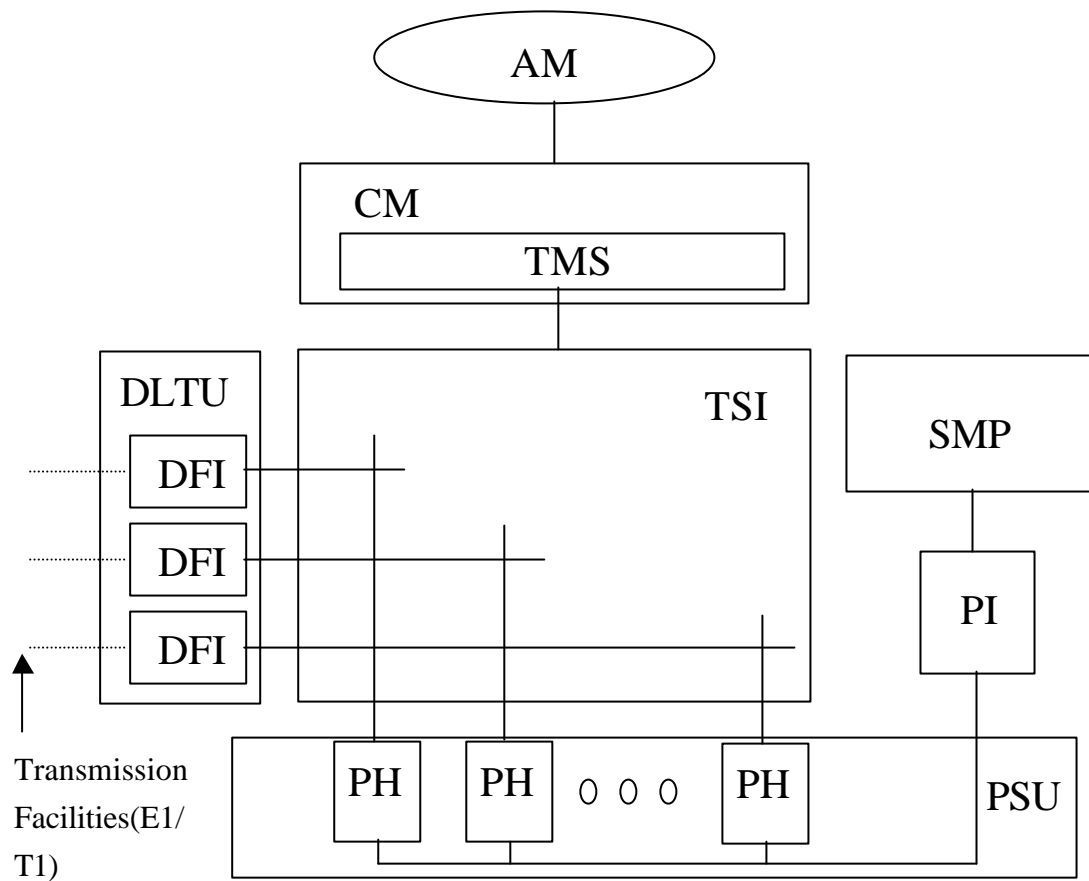 AM
CM
TMS
DLTU
TSI
SMP
DFI
DFI
DFI
PI
Transmission
Facilities(E1/
T1)
PH
PH
PH
PSU